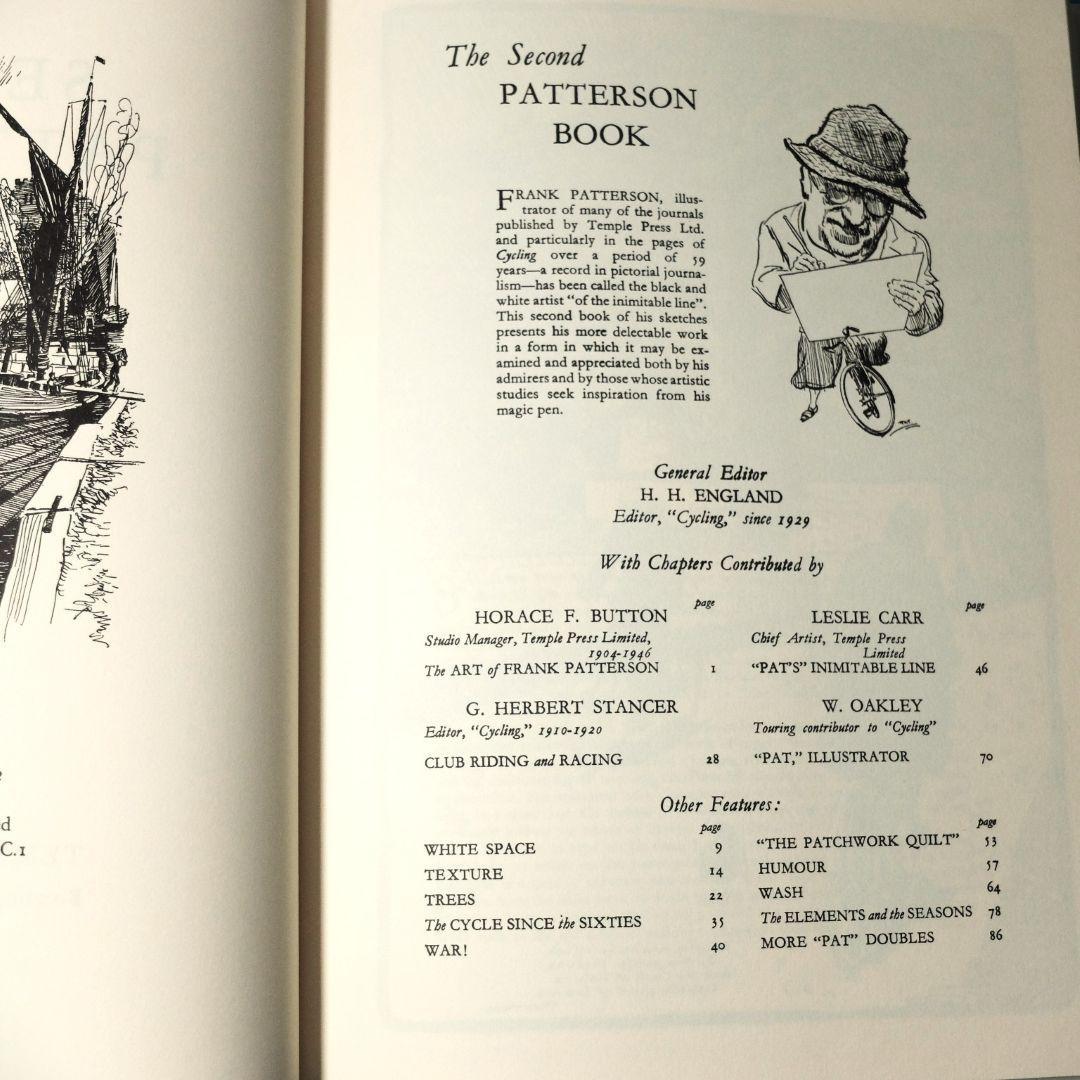 d
C.1
The Second
PATTERSON
BOOK
FRANK PATTERSON, illus-
trator of many of the journals
published by Temple Press Ltd.
and particularly in the pages of
Cycling over a period of 59
years—a record in pictorial journa-
lism—has been called the black and
white artist "of the inimitable line".
This second book of his sketches
presents his more delectable work
in a form in which it may be ex-
amined and appreciated both by his
admirers and by those whose artistic
studies seek inspiration from his
magic pen.
General Editor
H. H. ENGLAND
Editor, "Cycling," since 1929
With Chapters Contributed by
page
HORACE F. BUTTON
Studio Manager, Temple Press Limited,
1904-1946
The ART of FRANK PATTERSON 1
G. HERBERT STANCER
Editor, "Cycling," 1910-1920
CLUB RIDING and RACING 28
page
LESLIE CARR
Chief Artist, Temple Press
Limited
"PAT'S" INIMITABLE LINE 46
W. OAKLEY
Touring contributor to "Cycling"
"PAT," ILLUSTRATOR 70
Other Features:
page
WHITE SPACE 9
TEXTURE 14
TREES 22
The CYCLE SINCE the SIXTIES 35
WAR! 40
page
"THE PATCHWORK QUILT" 53
HUMOUR 57
WASH 64
The ELEMENTS and the SEASONS 78
MORE "PAT" DOUBLES 86